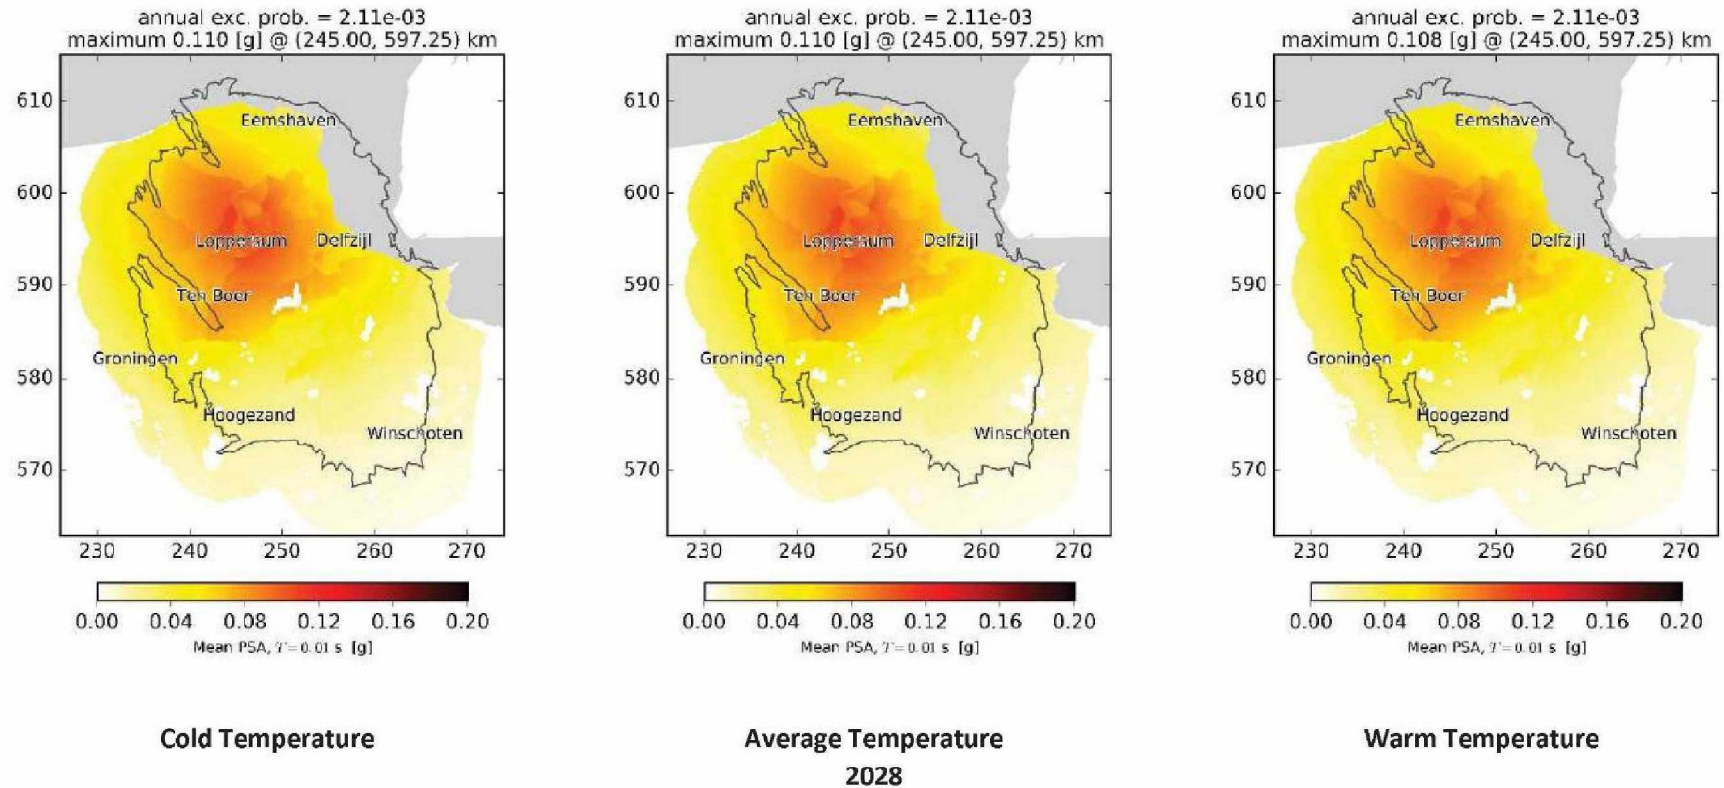 annual exc. prob. = 2.11e-03
maximum 0.110 [g] @ (245.00, 597.25) km
610
600
590
580
570
Eemshaven
Loppersum
Delfzijl
Ten Boer
Groningen
Hoogezand
Winschoten
230 240 250 260 270
0.00 0.04 0.08 0.12 0.16 0.20
Mean PSA, T = 0.01 s [g]
Cold Temperature
annual exc. prob. = 2.11e-03
maximum 0.110 [g] @ (245.00, 597.25) km
610
600
590
580
570
Eemshaven
Loppersum
Delfzijl
Ten Boer
Groningen
Hoogezand
Winschoten
230 240 250 260 270
0.00 0.04 0.08 0.12 0.16 0.20
Mean PSA, T = 0.01 s [g]
Average Temperature
2028
annual exc. prob. = 2.11e-03
maximum 0.108 [g] @ (245.00, 597.25) km
610
600
590
580
570
Eemshaven
Loppersum
Delfzijl
Ten Boer
Groningen
Hoogezand
Winschoten
230 240 250 260 270
0.00 0.04 0.08 0.12 0.16 0.20
Mean PSA, T = 0.01 s [g]
Warm Temperature